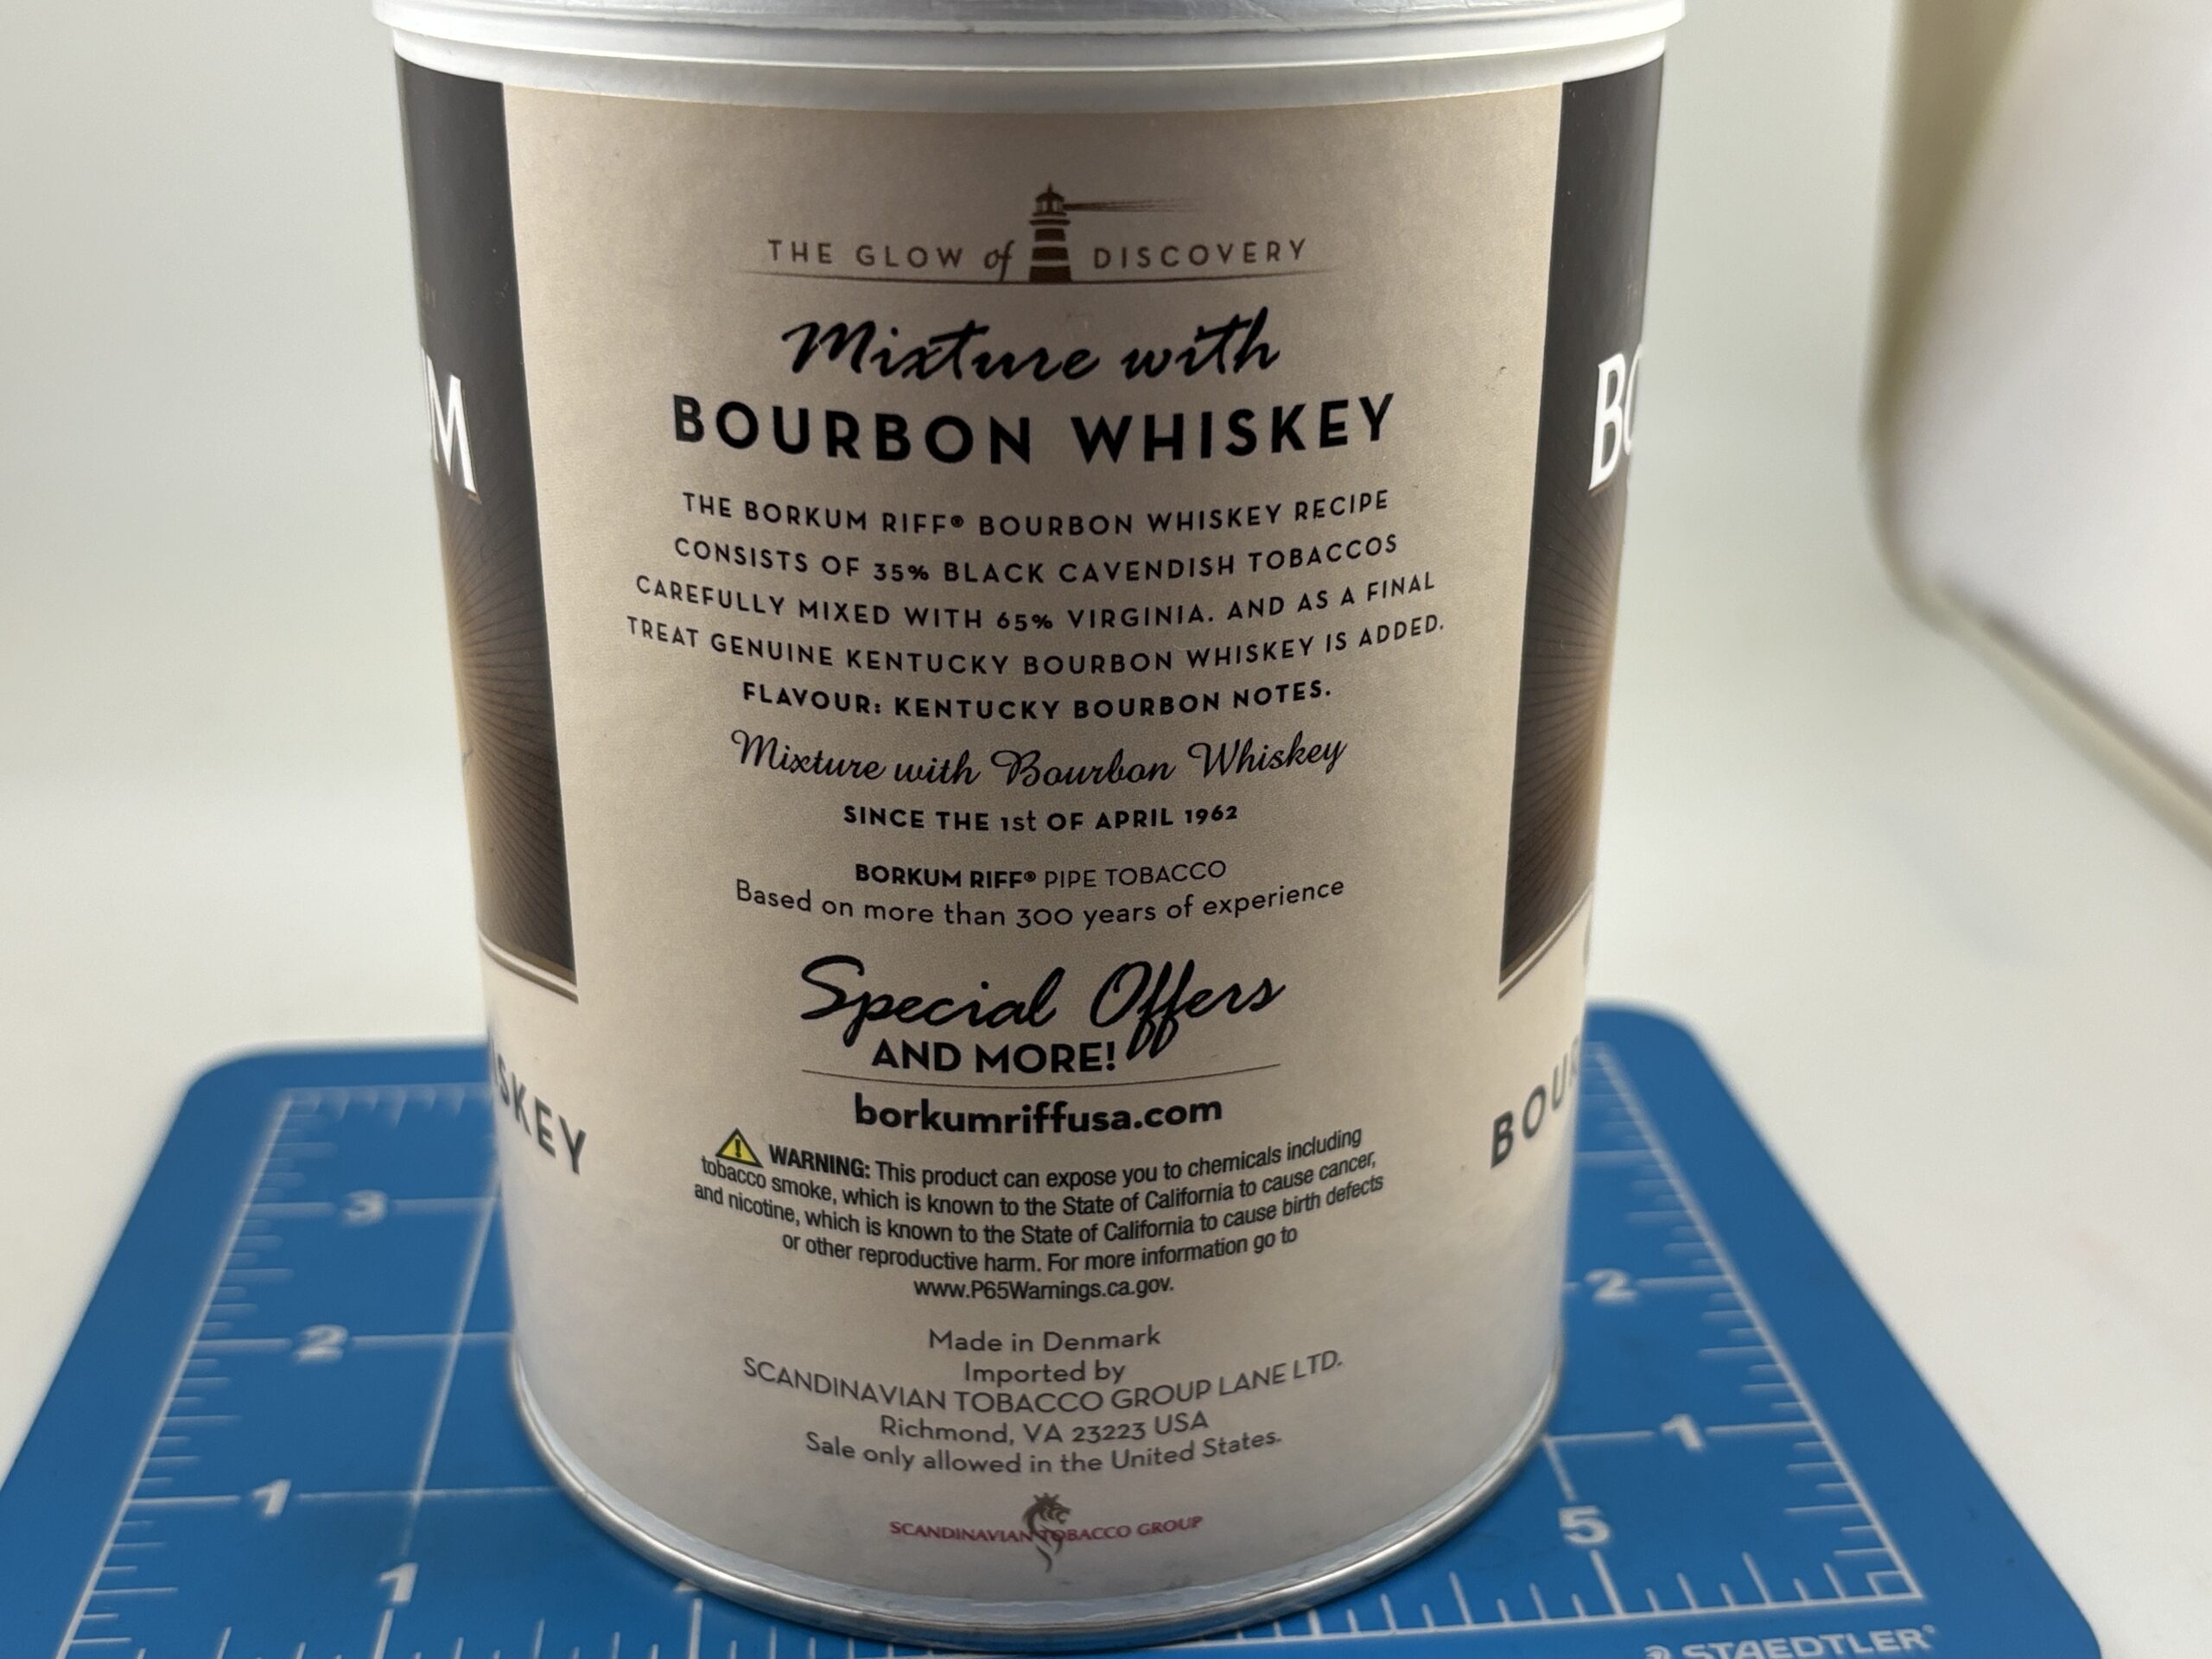 THE GLOW of DISCOVERY
Mixture with
BOURBON WHISKEY
THE BORKUM RIFF® BOURBON WHISKEY RECIPE
CONSISTS OF 35% BLACK CAVENDISH TOBACCOS
CAREFULLY MIXED WITH 65% VIRGINIA. AND AS A FINAL
TREAT GENUINE KENTUCKY BOURBON WHISKEY IS ADDED.
FLAVOUR: KENTUCKY BOURBON NOTES.
Mixture with Bourbon Whiskey
SINCE THE 1st OF APRIL 1962
BORKUM RIFF® PIPE TOBACCO
Based on more than 300 years of experience
Special Offers
AND MORE!
borkumriffusa.com
WARNING: This product can expose you to chemicals including
tobacco smoke, which is known to the State of California to cause cancer,
and nicotine, which is known to the State of California to cause birth defects
or other reproductive harm. For more information go to
www.P65Warnings.ca.gov.
Made in Denmark
Imported by
SCANDINAVIAN TOBACCO GROUP LANE LTD.
Richmond, VA 23223 USA
Sale only allowed in the United States.
SCANDINAVIAN TOBACCO GROUP
M
SKEY
BO
BOU
3
2
1
1
2
1
5
STAEDTLER®